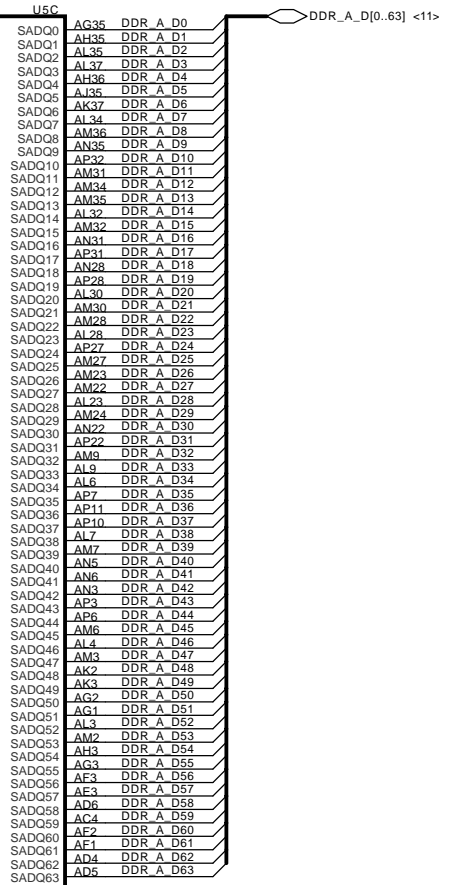 U5C
DDR_A_D[0..63] <11>
SADQ0 AG35 DDR_A_D0
SADQ1 AH35 DDR_A_D1
SADQ2 AL35 DDR_A_D2
SADQ3 AL37 DDR_A_D3
SADQ4 AH36 DDR_A_D4
SADQ5 AJ35 DDR_A_D5
SADQ6 AK37 DDR_A_D6
SADQ7 AL34 DDR_A_D7
SADQ8 AM36 DDR_A_D8
SADQ9 AN35 DDR_A_D9
SADQ10 AP32 DDR_A_D10
SADQ11 AM31 DDR_A_D11
SADQ12 AM34 DDR_A_D12
SADQ13 AM35 DDR_A_D13
SADQ14 AL32 DDR_A_D14
SADQ15 AM32 DDR_A_D15
SADQ16 AN31 DDR_A_D16
SADQ17 AP31 DDR_A_D17
SADQ18 AN28 DDR_A_D18
SADQ19 AP28 DDR_A_D19
SADQ20 AL30 DDR_A_D20
SADQ21 AM30 DDR_A_D21
SADQ22 AM28 DDR_A_D22
SADQ23 AL28 DDR_A_D23
SADQ24 AP27 DDR_A_D24
SADQ25 AM27 DDR_A_D25
SADQ26 AM23 DDR_A_D26
SADQ27 AM22 DDR_A_D27
SADQ28 AL23 DDR_A_D28
SADQ29 AM24 DDR_A_D29
SADQ30 AN22 DDR_A_D30
SADQ31 AP22 DDR_A_D31
SADQ32 AM9 DDR_A_D32
SADQ33 AL9 DDR_A_D33
SADQ34 AL6 DDR_A_D34
SADQ35 AP7 DDR_A_D35
SADQ36 AP11 DDR_A_D36
SADQ37 AP10 DDR_A_D37
SADQ38 AL7 DDR_A_D38
SADQ39 AM7 DDR_A_D39
SADQ40 AN5 DDR_A_D40
SADQ41 AN6 DDR_A_D41
SADQ42 AN3 DDR_A_D42
SADQ43 AP3 DDR_A_D43
SADQ44 AP6 DDR_A_D44
SADQ45 AM6 DDR_A_D45
SADQ46 AL4 DDR_A_D46
SADQ47 AM3 DDR_A_D47
SADQ48 AK2 DDR_A_D48
SADQ49 AK3 DDR_A_D49
SADQ50 AG2 DDR_A_D50
SADQ51 AG1 DDR_A_D51
SADQ52 AL3 DDR_A_D52
SADQ53 AM2 DDR_A_D53
SADQ54 AH3 DDR_A_D54
SADQ55 AG3 DDR_A_D55
SADQ56 AF3 DDR_A_D56
SADQ57 AE3 DDR_A_D57
SADQ58 AD6 DDR_A_D58
SADQ59 AC4 DDR_A_D59
SADQ60 AF2 DDR_A_D60
SADQ61 AF1 DDR_A_D61
SADQ62 AD4 DDR_A_D62
SADQ63 AD5 DDR_A_D63